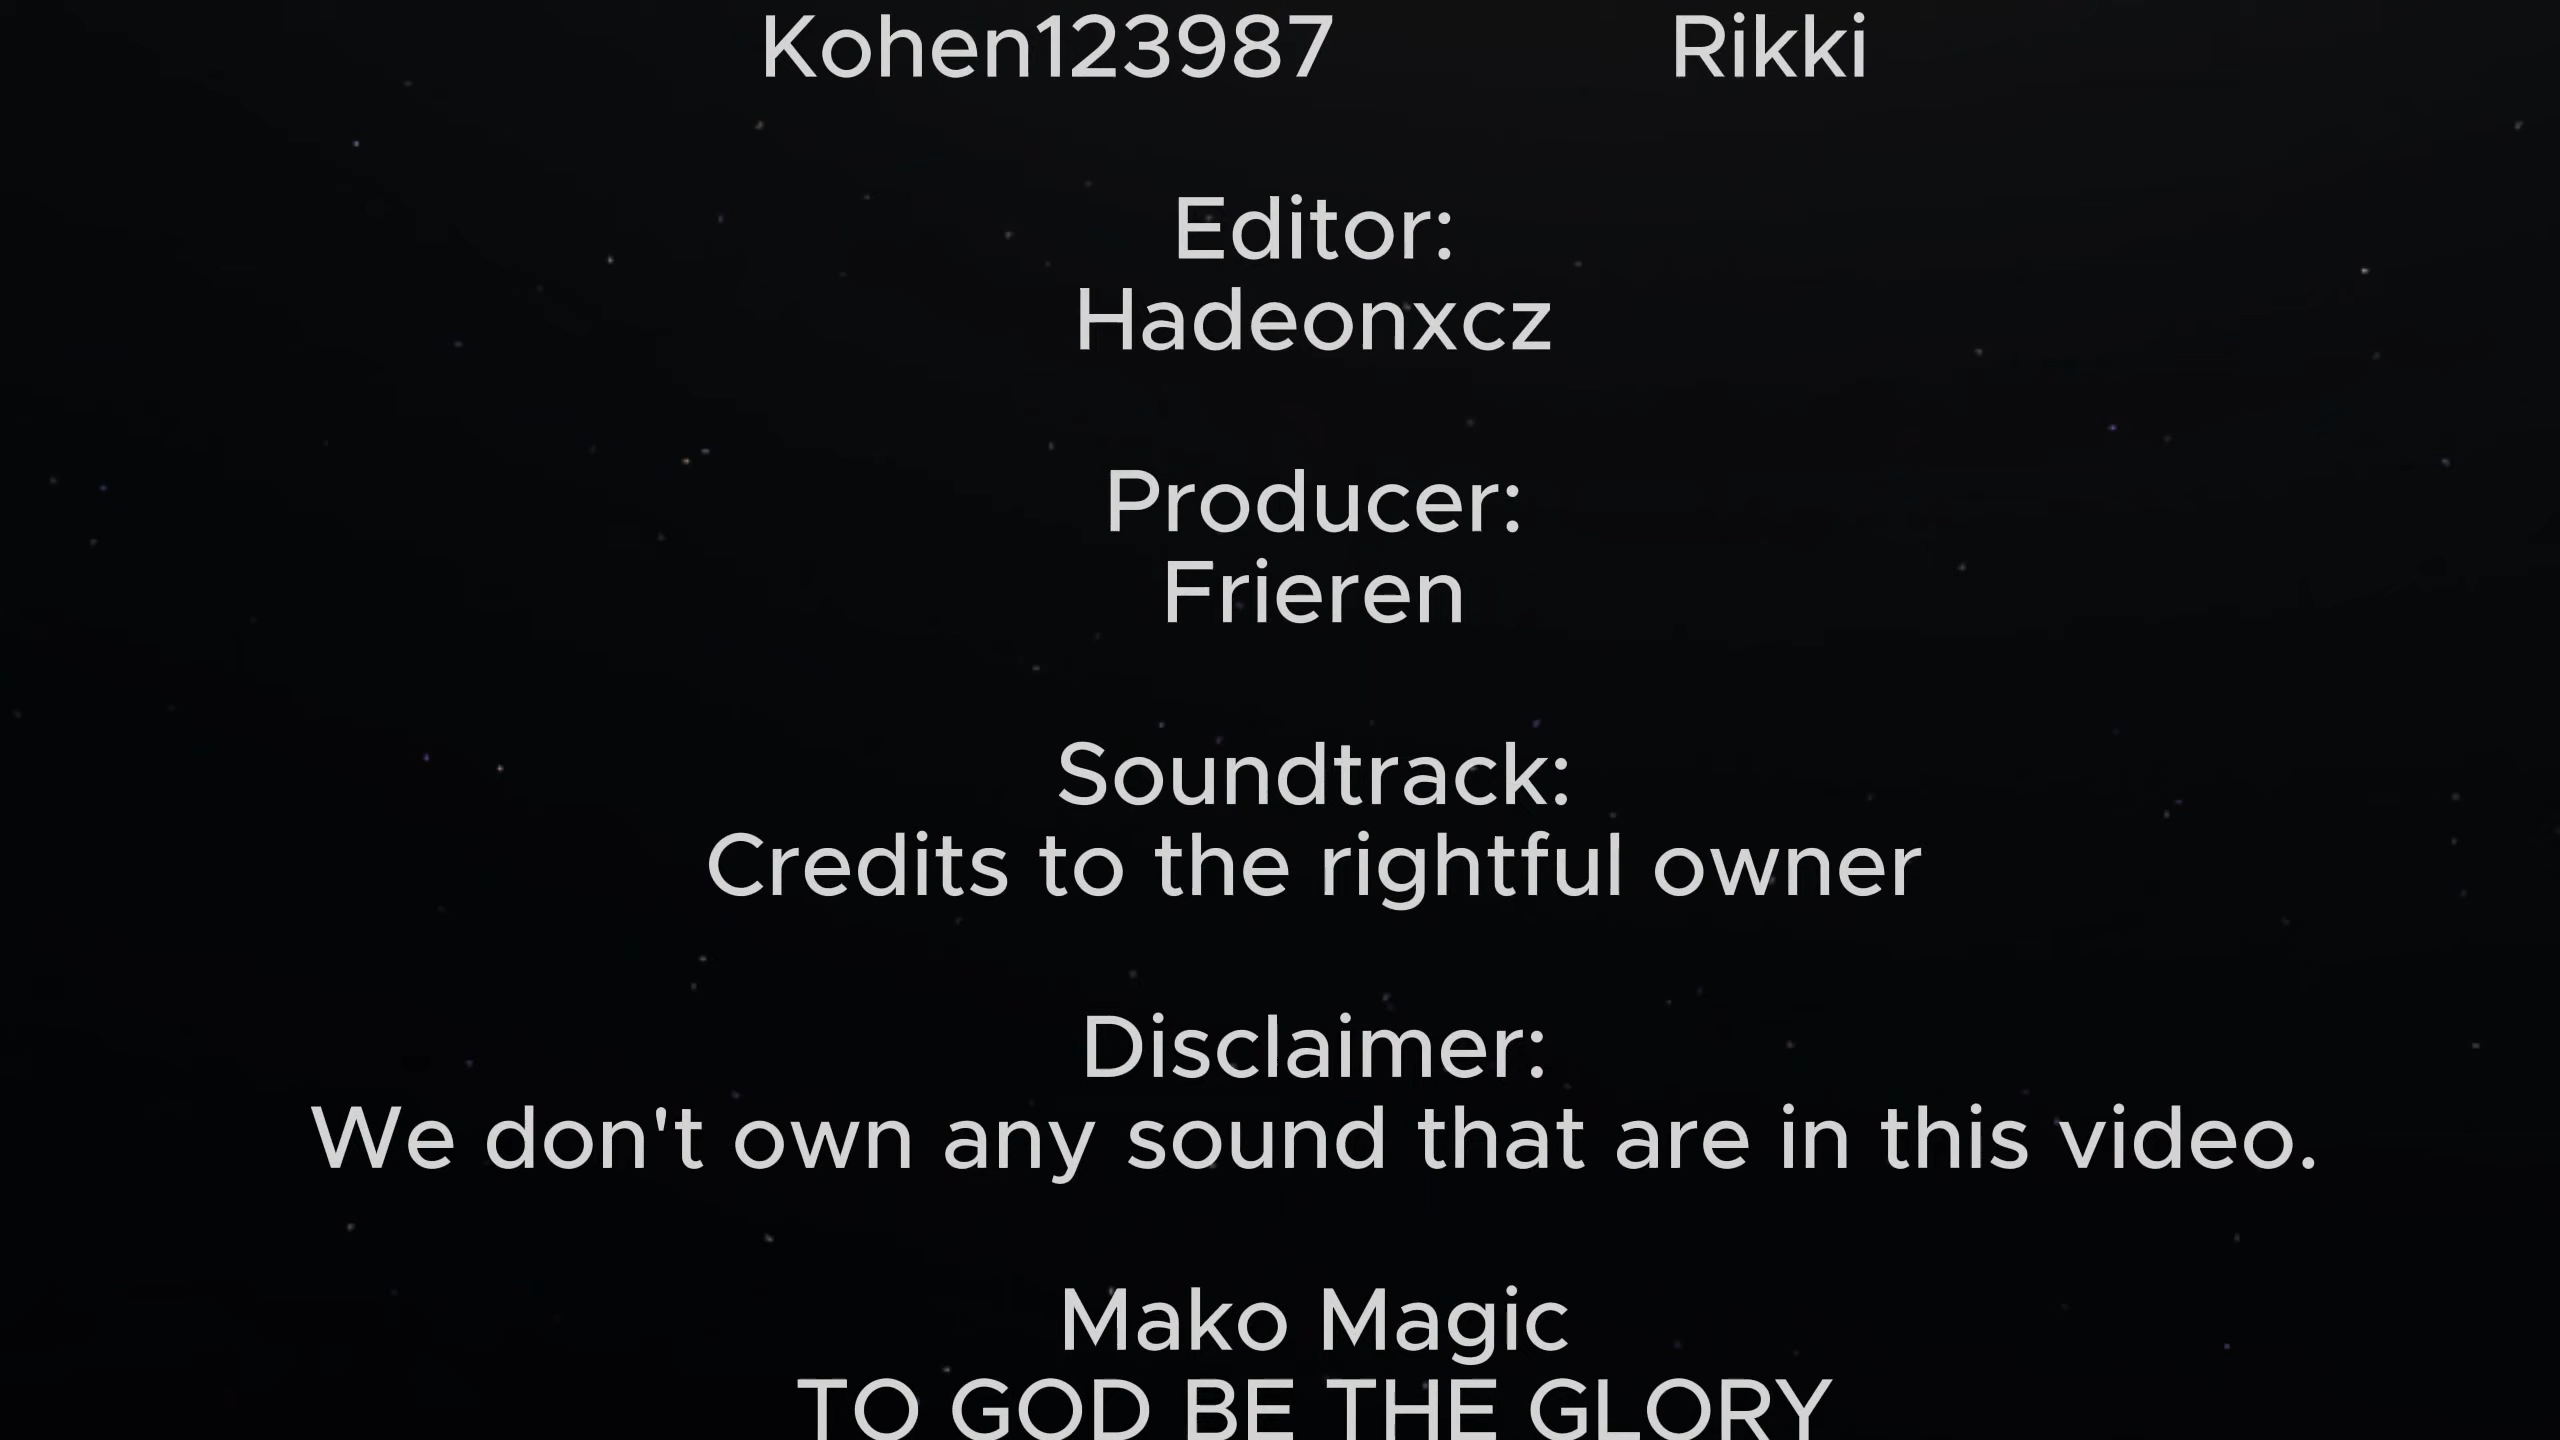 Kohen123987 Rikki
Editor:
Hadeonxcz
Producer:
Frieren
Soundtrack:
Credits to the rightful owner
Disclaimer:
We don't own any sound that are in this video.
Mako Magic
TO GOD BE THE GLORY